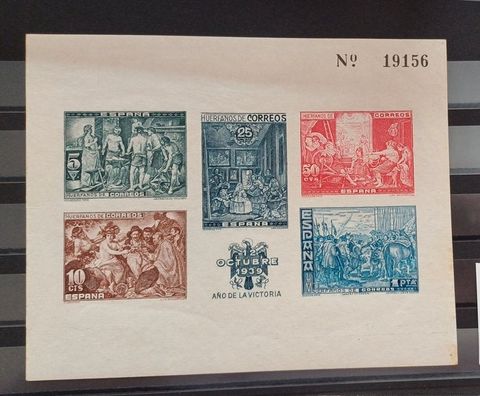 Nº 19156
ESPAÑA
5
HUERFANOS DE CORREOS
HUERFANOS DE CORREOS
25
ESPAÑA
HUERFANOS DE CORREOS
50
CTS
ESPAÑA
HUERFANOS DE CORREOS
10
CTS
ESPAÑA
OCTUBRE
1939
AÑO DE LA VICTORIA
ESPAÑA
1 PTA
HUERFANOS DE CORREOS